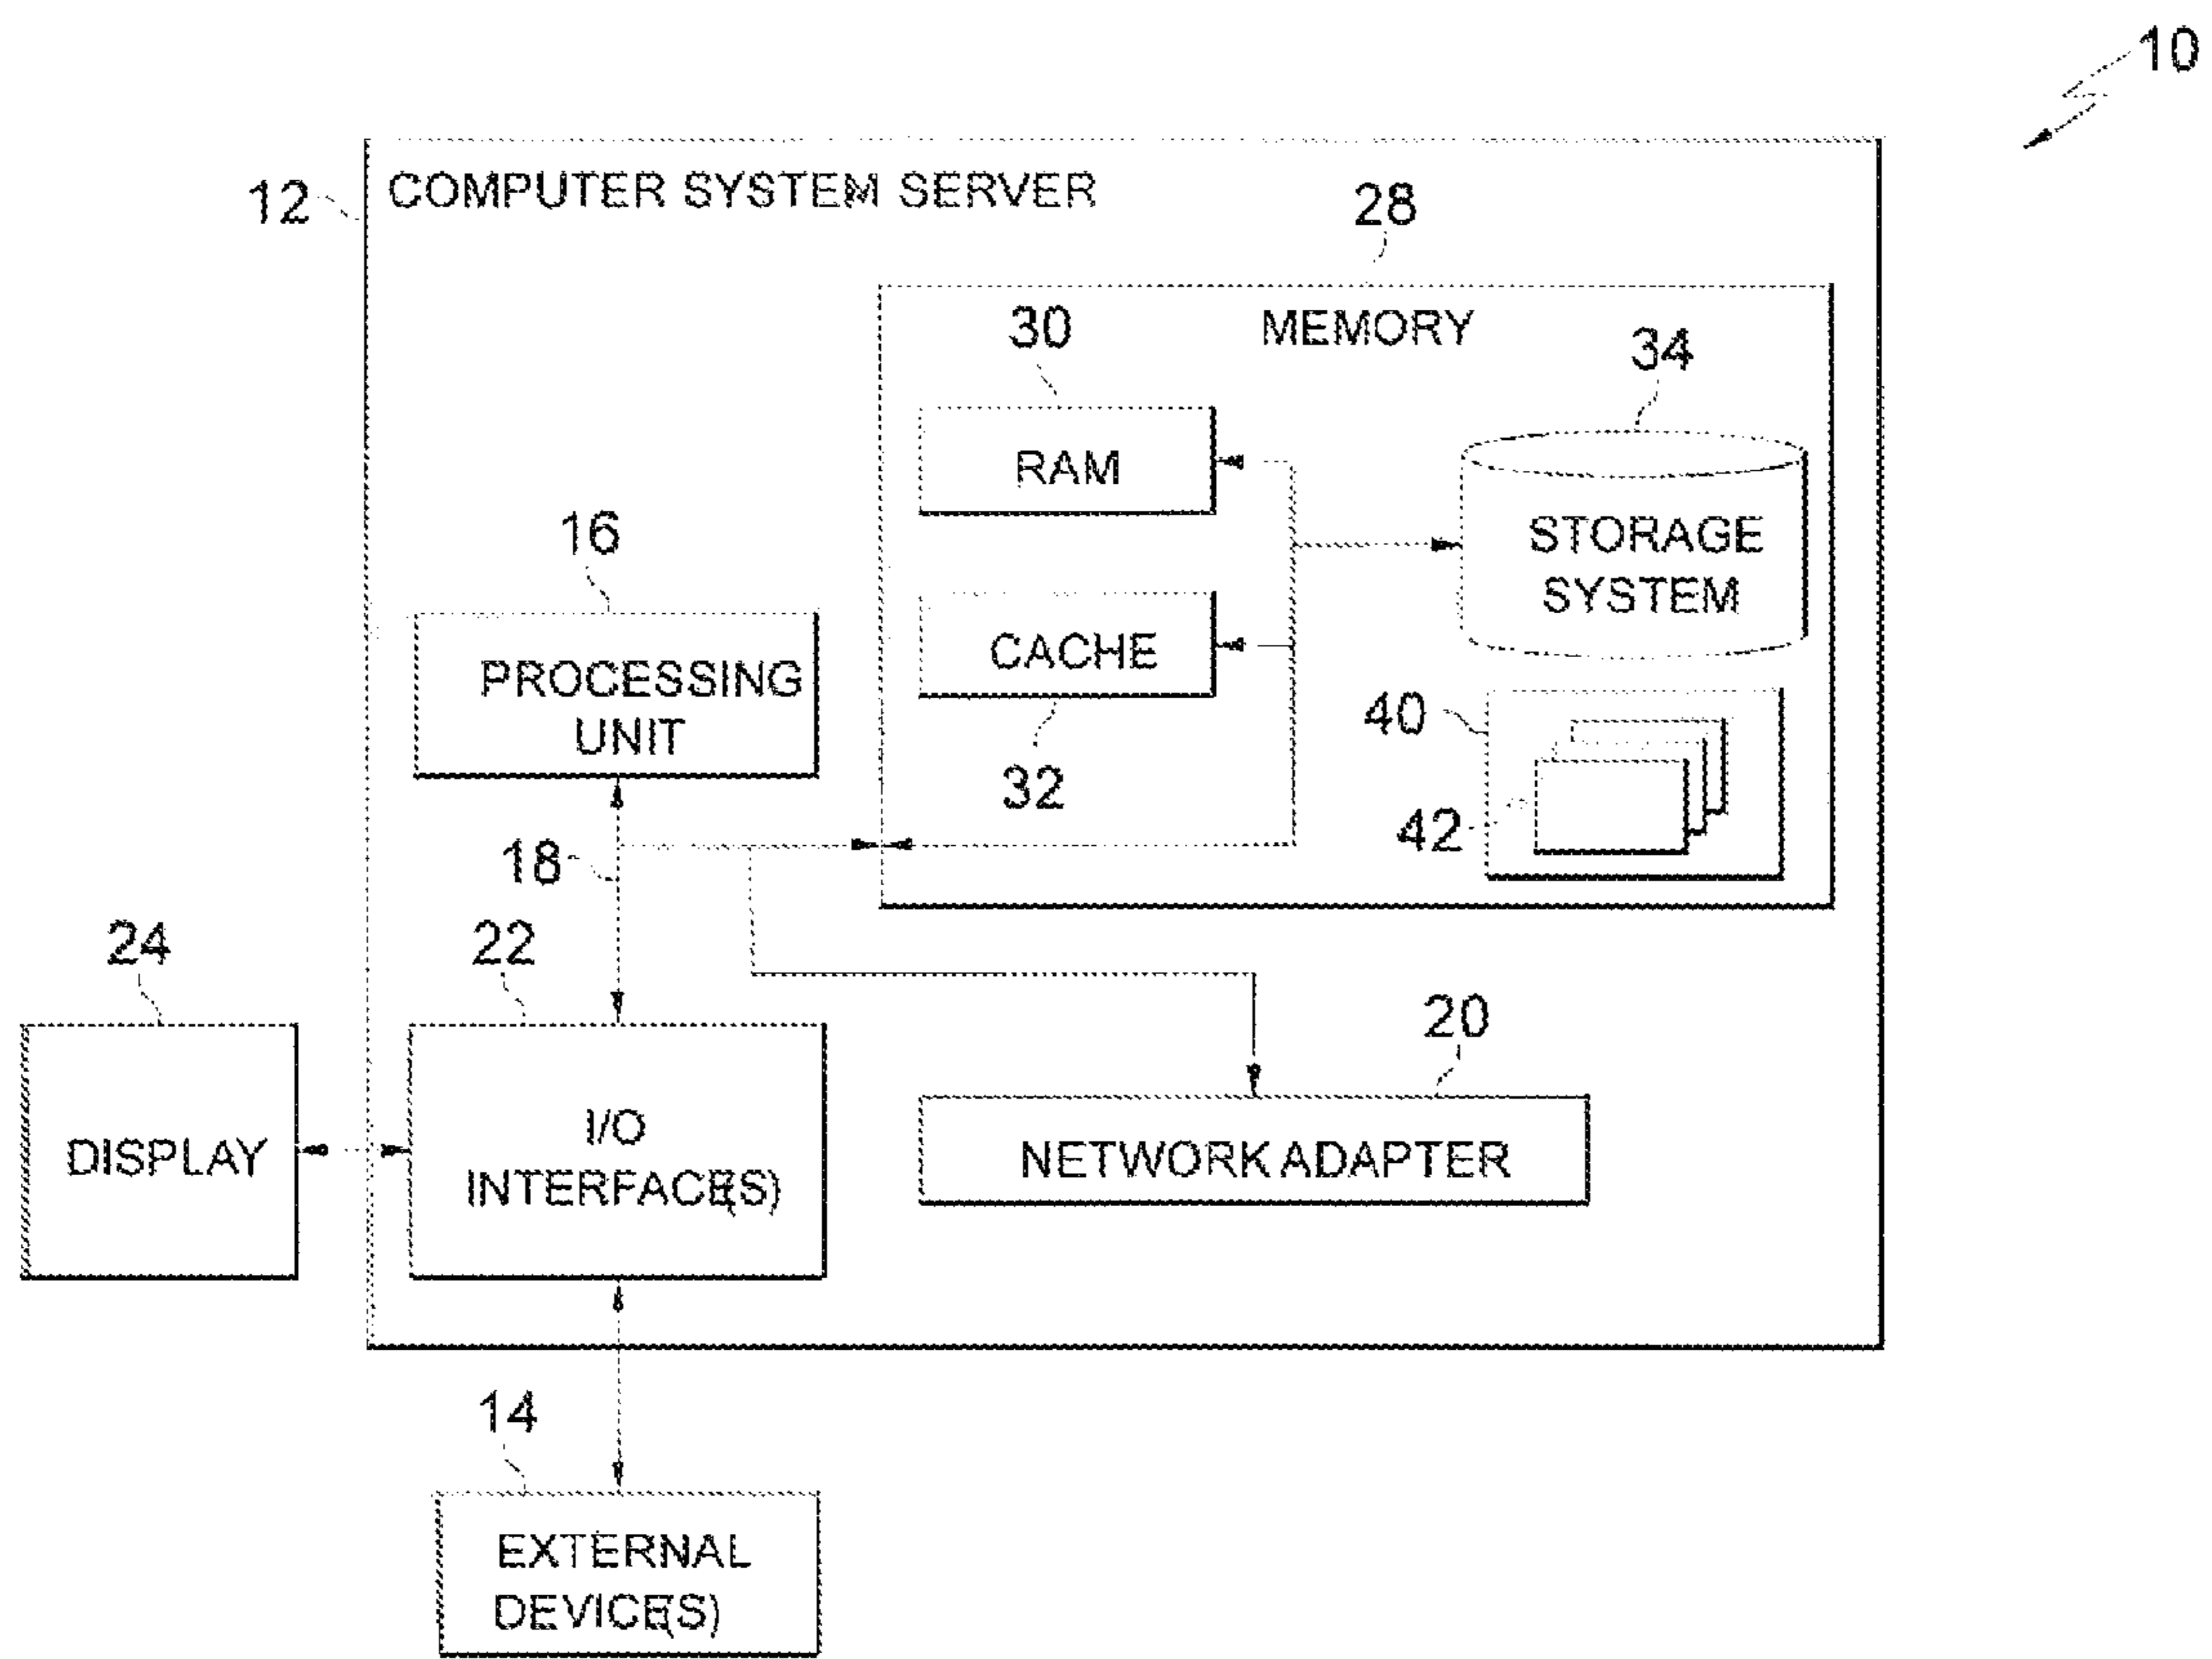 10
12
COMPUTER SYSTEM SERVER
28
MEMORY
30
34
RAM
STORAGE
SYSTEM
16
PROCESSING
UNIT
CACHE
32
40
42
18
24
22
20
DISPLAY
I/O
INTERFACE(S)
NETWORK ADAPTER
14
EXTERNAL
DEVICE(S)